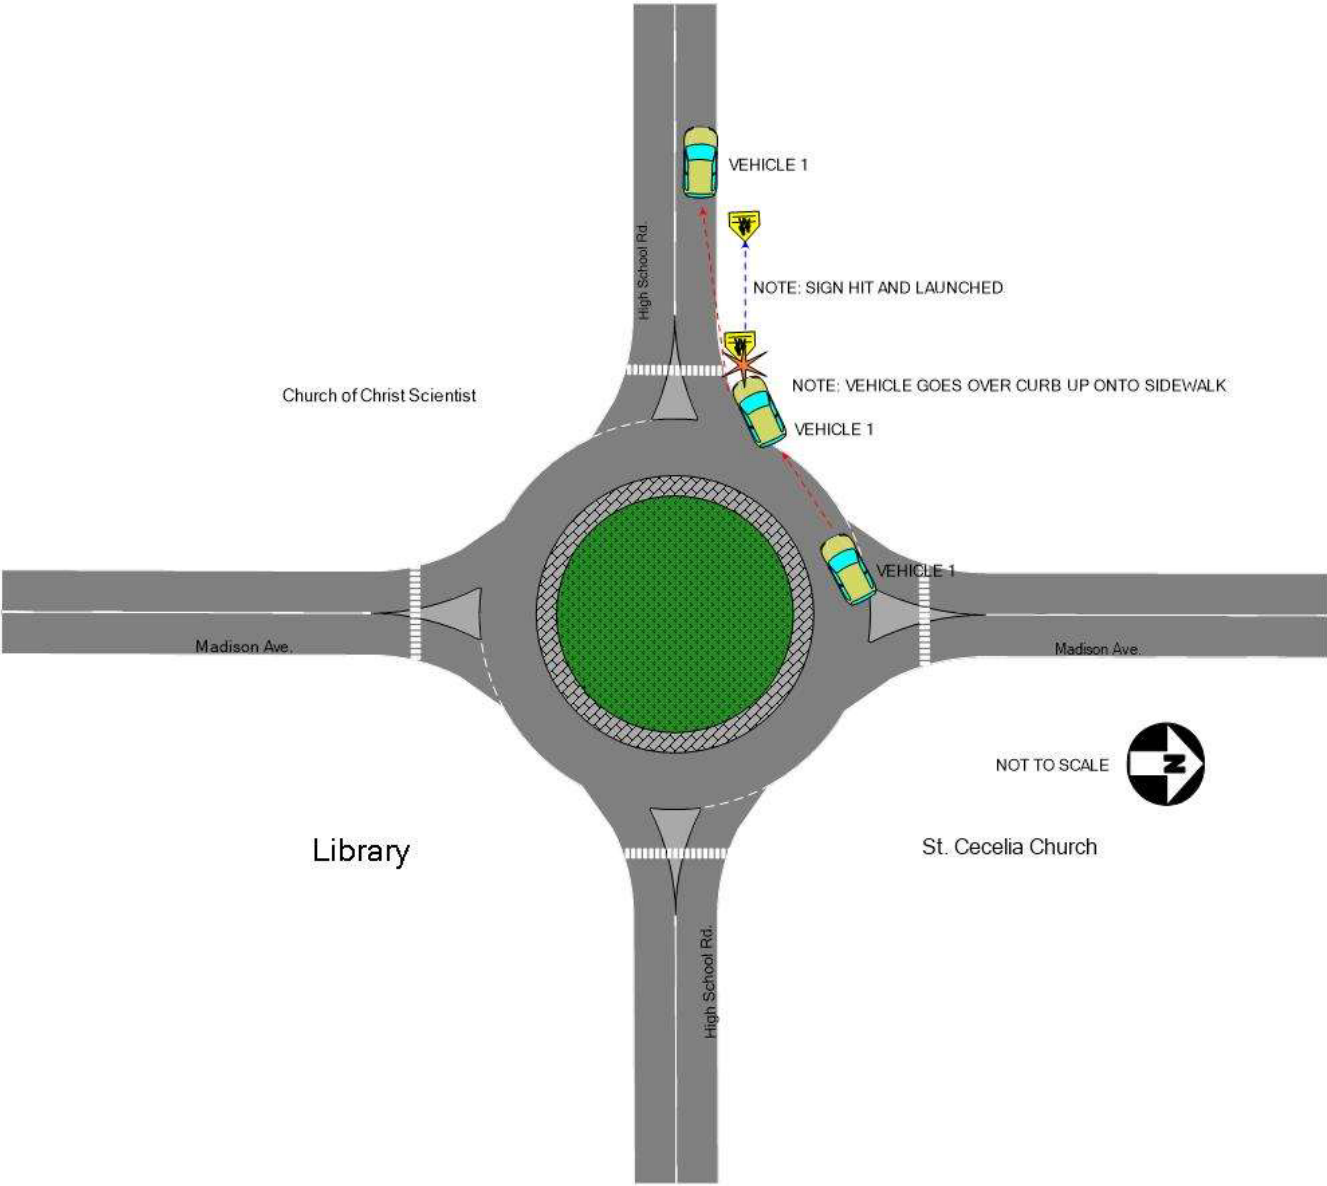 VEHICLE 1
High School Rd.
NOTE: SIGN HIT AND LAUNCHED
Church of Christ Scientist
NOTE: VEHICLE GOES OVER CURB UP ONTO SIDEWALK
VEHICLE 1
VEHICLE 1
Madison Ave.
Madison Ave.
NOT TO SCALE
N
Library
St. Cecelia Church
High School Rd.